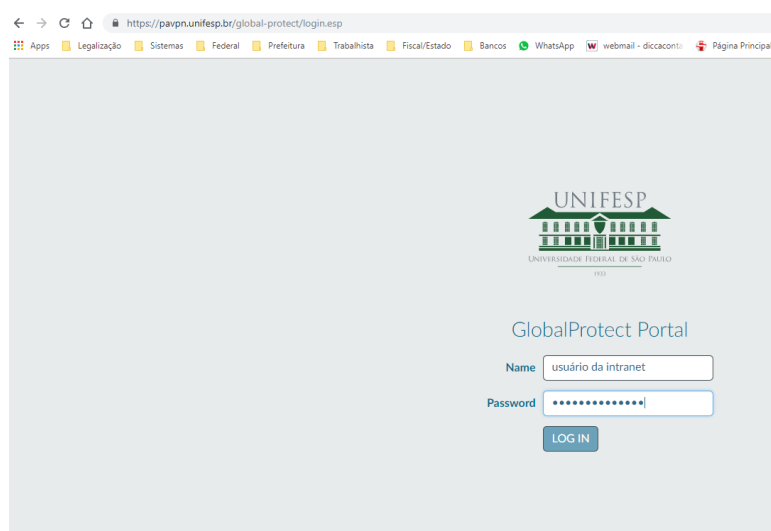 https://pavpn.unifesp.br/global-protect/login.esp
Apps Legalização Sistemas Federal Prefeitura Trabalhista Fiscal/Estado Bancos WhatsApp webmail - diccaconta Página Principal
UNIFESP
UNIVERSIDADE FEDERAL DE SÃO PAULO
1933
GlobalProtect Portal
Name usuário da intranet
Password ••••••••••••••
LOG IN